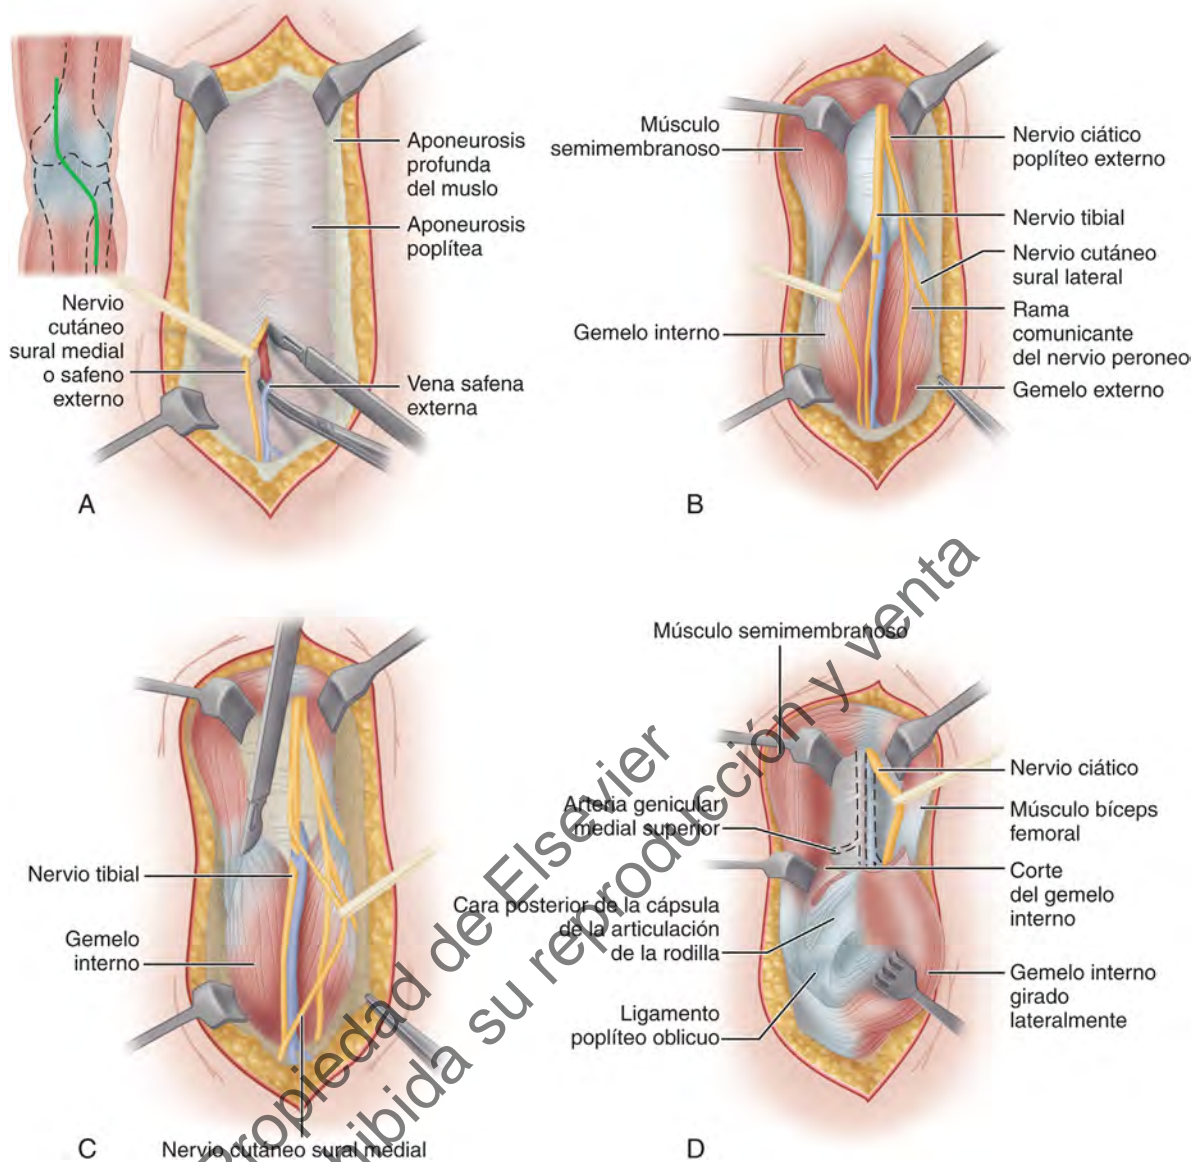 Aponeurosis
profunda
del muslo
Aponeurosis
poplítea
Nervio
cutáneo
sural medial
o safeno
externo
Vena safena
externa
A
Músculo
semimembranoso
Nervio ciático
poplíteo externo
Nervio tibial
Nervio cutáneo
sural lateral
Gemelo interno
Rama
comunicante
del nervio peroneo
Gemelo externo
B
Nervio tibial
Gemelo
interno
Nervio cutáneo sural medial
C
Músculo semimembranoso
Nervio ciático
Arteria genicular
medial superior
Músculo bíceps
femoral
Corte
del gemelo
interno
Cara posterior de la cápsula
de la articulación
de la rodilla
Gemelo interno
girado
lateralmente
Ligamento
poplíteo oblicuo
D
Propiedad de Elsevier
su reproducción y venta